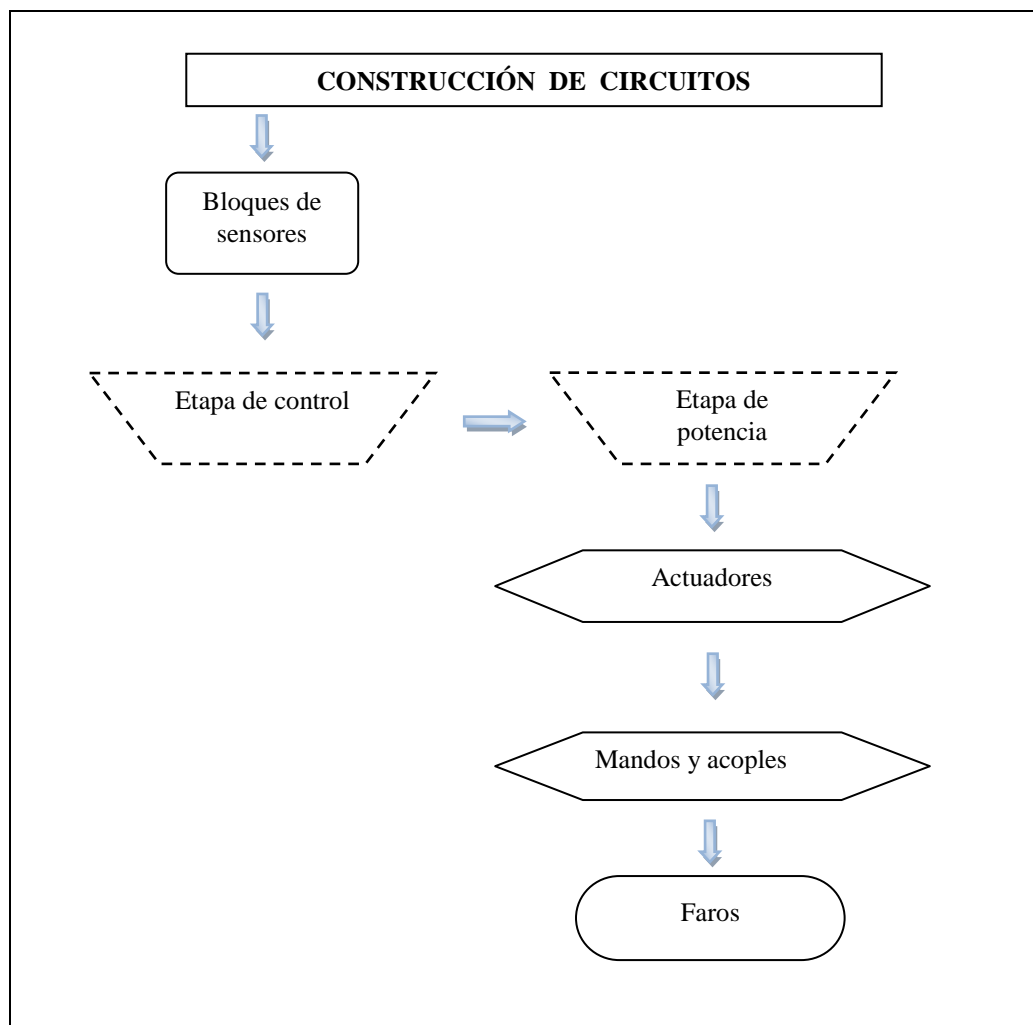 CONSTRUCCIÓN DE CIRCUITOS
Bloques de
sensores
Etapa de control
Etapa de
potencia
Actuadores
Mandos y acoples
Faros